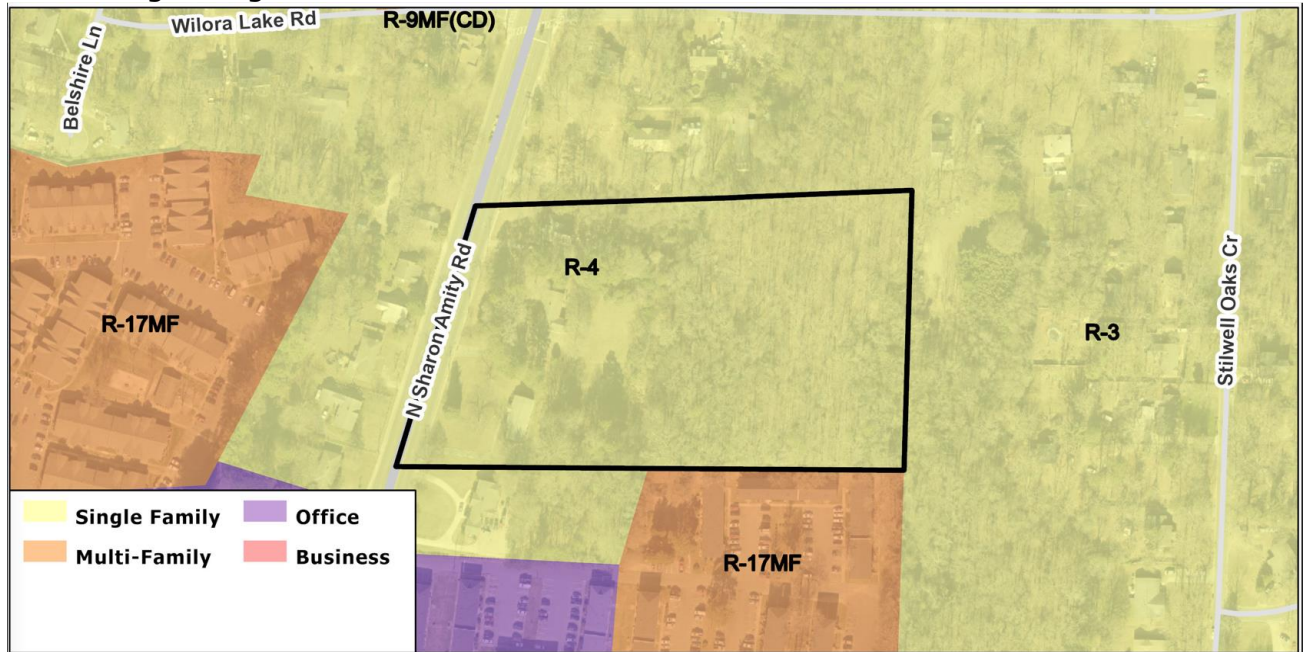 Wilora Lake Rd
R-9MF(CD)
Belshire Ln
R-4
N Sharon Amity Rd
R-17MF
R-3
Stilwell Oaks Cr
Single Family
Office
Multi-Family
Business
R-17MF